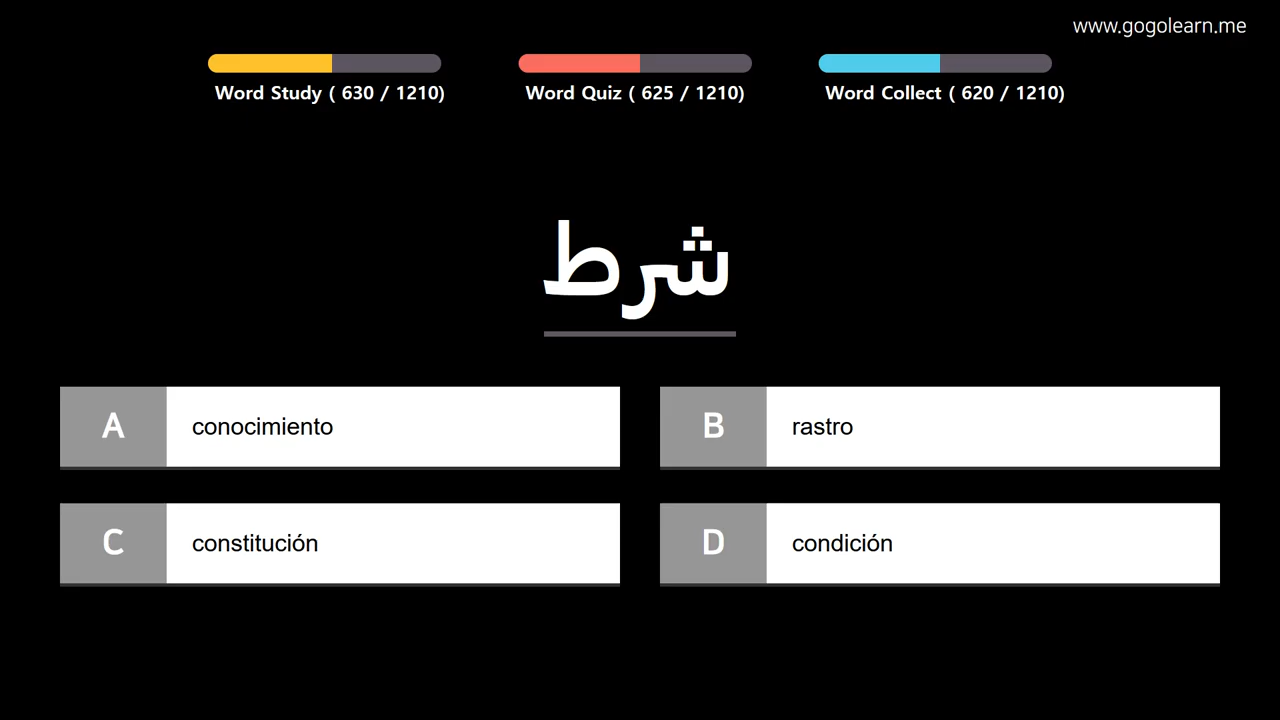 www.gogolearn.me
Word Study ( 630 / 1210)
Word Quiz ( 625 / 1210)
Word Collect ( 620 / 1210)
شرط
A conocimiento
B rastro
C constitución
D condición